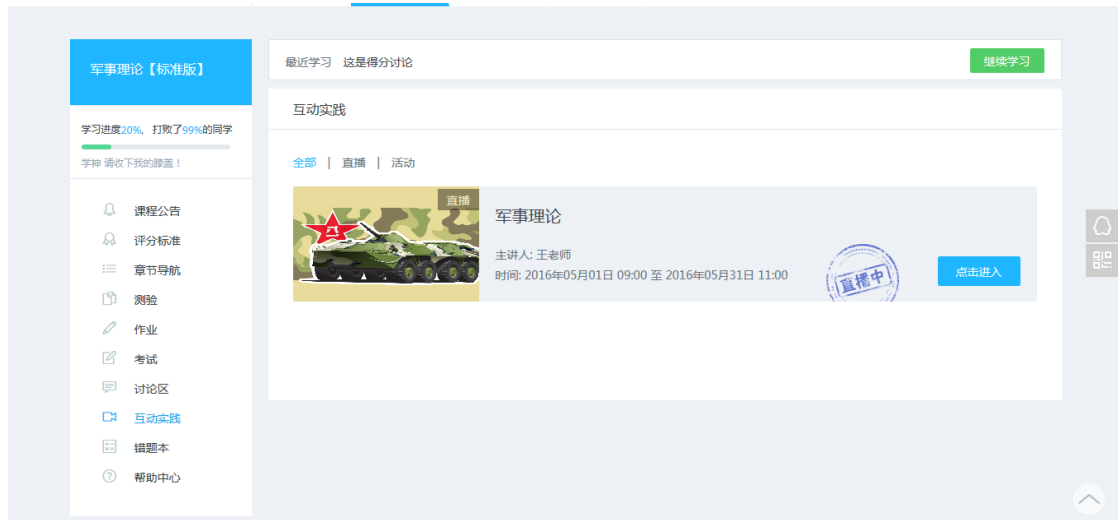 军事理论【标准版】
学习进度20%，打败了99%的同学
学神 请收下我的膝盖！
课程公告
评分标准
章节导航
测验
作业
考试
讨论区
互动实践
错题本
帮助中心
最近学习 这是得分讨论
继续学习
互动实践
全部 | 直播 | 活动
直播
八一
军事理论
主讲人: 王老师
时间: 2016年05月01日 09:00 至 2016年05月31日 11:00
直播中
点击进入